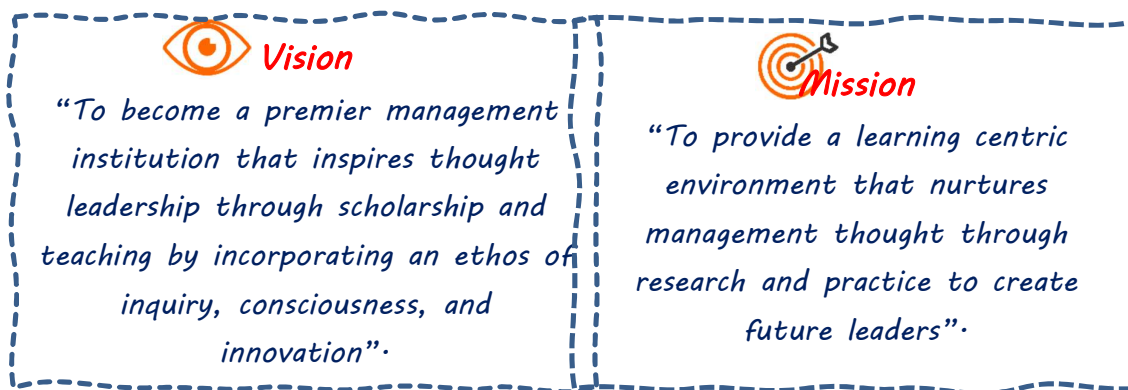 Vision
“To become a premier management
institution that inspires thought
leadership through scholarship and
teaching by incorporating an ethos of
inquiry, consciousness, and
innovation”.
Mission
“To provide a learning centric
environment that nurtures
management thought through
research and practice to create
future leaders”.